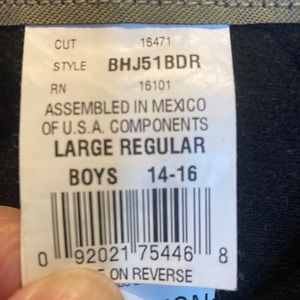 CUT 16471
STYLE BHJ51BDR
RN 16101
ASSEMBLED IN MEXICO
OF U.S.A. COMPONENTS
LARGE REGULAR
BOYS 14-16
0 92021 75446 8
ON REVERSE